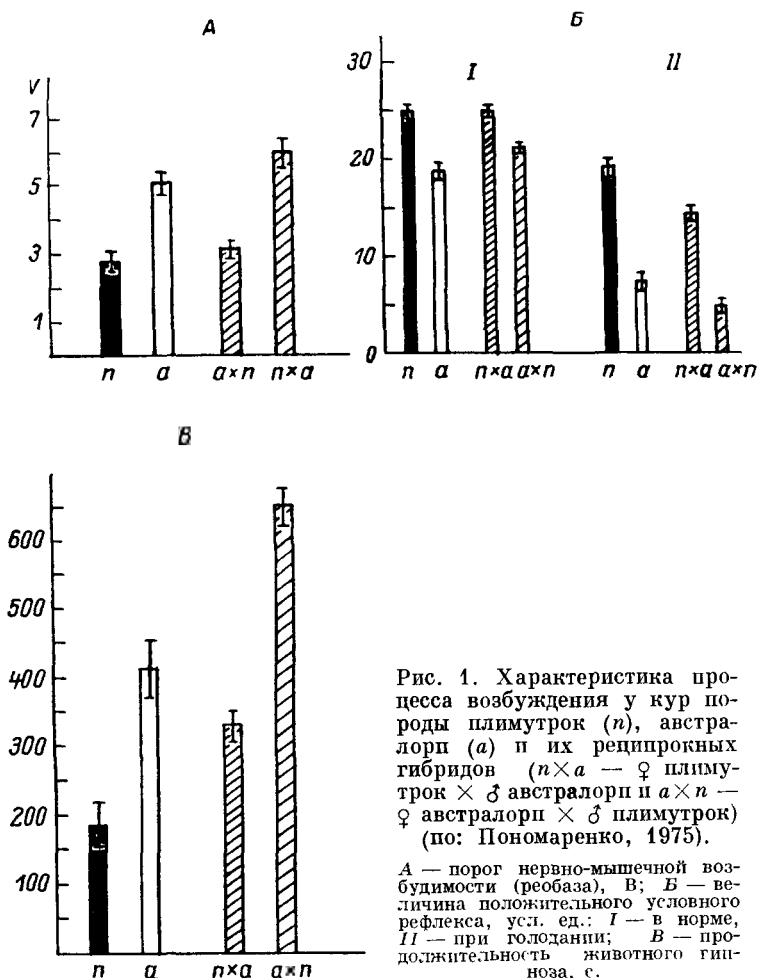 А
V
7
5
3
1
п а а×п п×а
Б
30
20
10
0
I
II
п а п×а а×п п а п×а а×п
В
600
500
400
300
200
100
п а п×а а×п
Рис. 1. Характеристика про-
цесса возбуждения у кур по-
роды плимутрок (п), австра-
лорп (а) и их реципрокных
гибридов (п×а — ♀ плиму-
трок × ♂ австралорп и а×п —
♀ австралорп × ♂ плимутрок)
(по: Пономаренко, 1975).
А — порог нервно-мышечной воз-
будимости (реобаза), В; Б — ве-
личина положительного условного
рефлекса, усл. ед.: I — в норме,
II — при голодании; В — про-
должительность животного гип-
ноза, с.